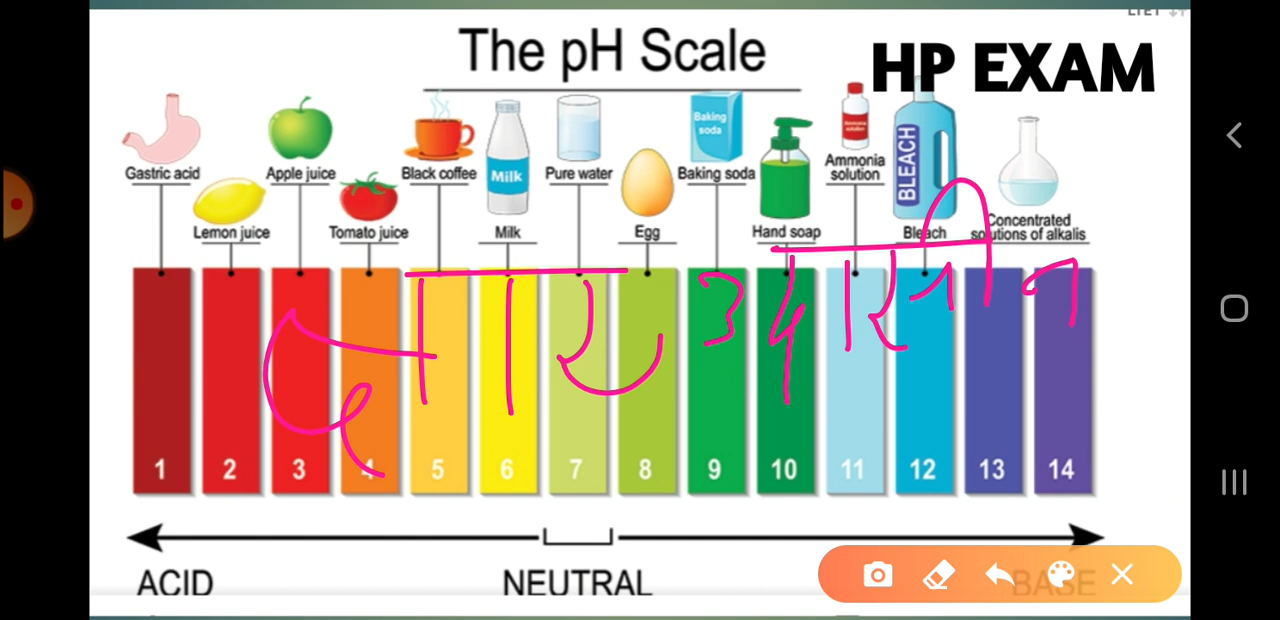 The pH Scale
HP EXAM
Gastric acid
Lemon juice
Apple juice
Tomato juice
Black coffee
Milk
Milk
Pure water
Egg
Baking soda
Baking soda
Hand soap
Ammonia solution
BLEACH
Bleach
Concentrated
solutions of alkalis
1 2 3 4 5 6 7 8 9 10 11 12 13 14
ACID NEUTRAL BASE